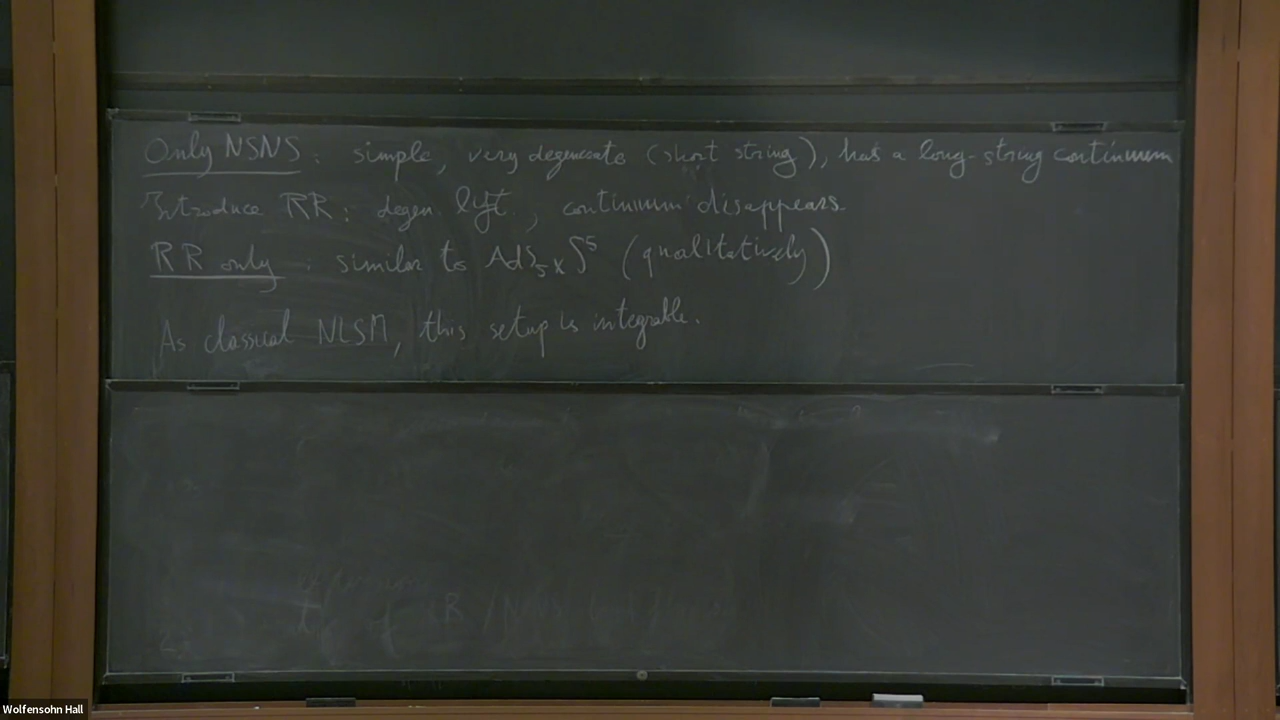 Only NSNS : simple, very degenerate (short string), has a long-string continuum
Introduce RR : degen. lift , continuum disappears.
RR only : similar to AdS₅ x S⁵ (qualitatively)
As classical NLSM, this setup is integrable.
Wolfensohn Hall